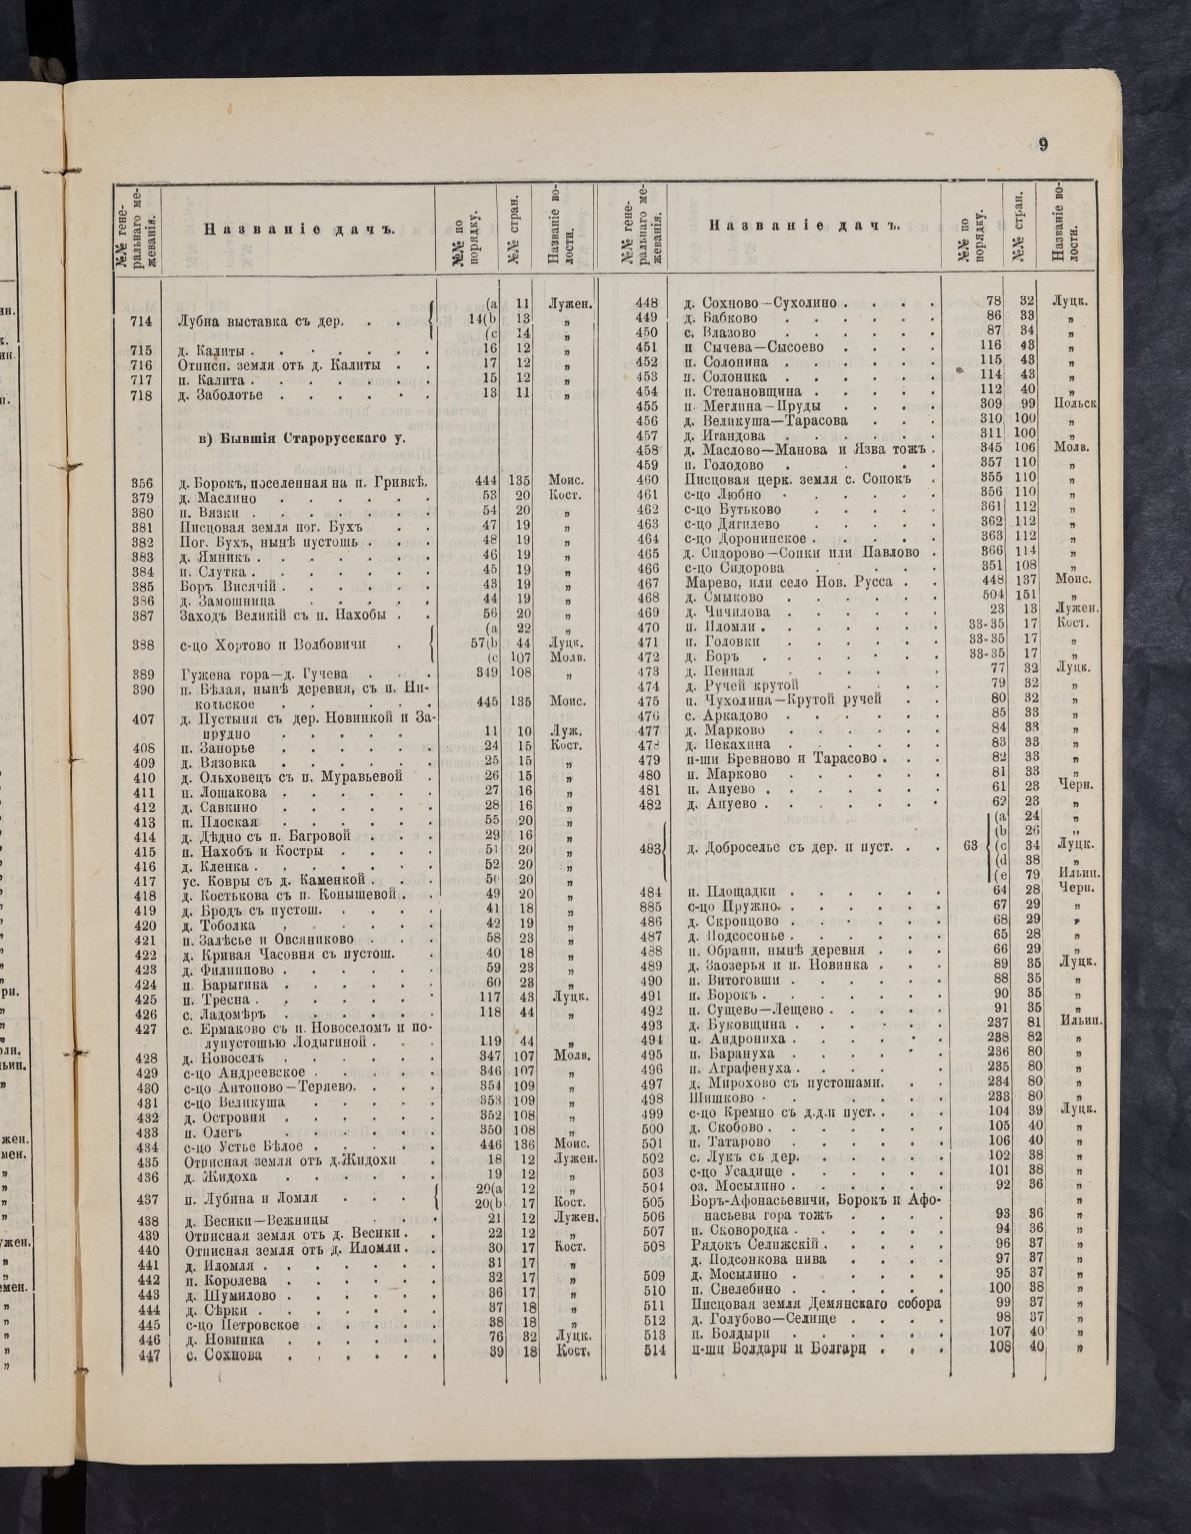 9
№№ гене-
ральнаго ме-
жеванія.
Названіе дачъ.
№№ по
порядку.
№№ стран.
Названіе во-
лости.
(а 11 Лужен.
714 Лубна выставка съ дер. . . 14(b 13 „
(с 14 „
715 д. Калиты . . . . . . . 16 12 „
716 Отписн. земля отъ д. Калиты . . 17 12 „
717 п. Калита . . . . . . . 15 12 „
718 д. Заболотье . . . . . . 13 11 „
в) Бывшія Старорусскаго у.
356 д. Борокъ, поселенная на п. Гривкѣ. 444 135 Моис.
379 д. Маслино . . . . . . 53 20 Кост.
380 п. Вязки . . . . . . . 54 20 „
381 Писцовая земля пог. Бухъ . . 47 19 „
382 Пог. Бухъ, нынѣ пустошь . . . 48 19 „
383 д. Ямникъ . . . . . . . 46 19 „
384 п. Слутка . . . . . . . 45 19 „
385 Боръ Висячій . . . . . . 43 19 „
386 д. Замошница . . . . . 44 19 „
387 Заходъ Великій съ п. Нахобы . . 56 20 „
(а 22 „
388 с-цо Хортово и Волбовичи . 57(b 44 Луцк.
(с 107 Молв.
389 Гужева гора—д. Гучева . . . 349 108 „
390 п. Бѣлая, нынѣ деревня, съ п. Ни-
кольское . . . . . . 445 135 Моис.
407 д. Пустыня съ дер. Новинкой и За-
прудно . . . . . 11 10 Луж.
408 п. Занорье . . . . . . 24 15 Кост.
409 д. Вязовка . . . . . . 25 15 „
410 д. Ольховецъ съ п. Муравьевой . 26 15 „
411 п. Лошакова . . . . . . 27 16 „
412 д. Савкино . . . . . . 28 16 „
413 п. Плоская . . . . . . 55 20 „
414 д. Дѣдно съ п. Багровой . . . 29 16 „
415 п. Нахобъ и Костры . . . . 51 20 „
416 д. Кленка . . . . . . . 52 20 „
417 ус. Ковры съ д. Каменкой . . . 50 20 „
418 д. Костькова съ п. Конышевой . . 49 20 „
419 д. Бродъ съ пустош. . . . . 41 18 „
420 д. Тоболка . . . . . . 42 19 „
421 п. Залѣсье и Овсяниково . . . 58 23 „
422 д. Кривая Часовня съ пустош. . 40 18 „
423 д. Филиппово . . . . . . 59 23 „
424 п. Варыгина . . . . . . 60 23 „
425 п. Тресна . . . . . . . 117 43 Луцк.
426 с. Ладомѣръ . . . . . . 118 44 „
427 с. Ермаково съ п. Новоселомъ и по-
лупустошью Лодыгиной . . . 119 44 „
428 д. Новоселъ . . . . . . 347 107 Молв.
429 с-цо Андреевское . . . . . 346 107 „
430 с-цо Антоново—Теряево. . . . 354 109 „
431 с-цо Великуша . . . . . 353 109 „
432 д. Островня . . . . . . 352 108 „
433 п. Олегъ . . . . . . 350 108 „
434 с-цо Устье Бѣлое . . . . . 446 136 Моис.
435 Отписная земля отъ д. Жидохи . 18 12 Лужен.
436 д. Жидоха . . . . . . 19 12 „
20(а 12 „
437 п. Лубина и Ломля . . . 20(b 17 Кост.
438 д. Весики—Вежницы . . . 21 12 Лужен.
439 Отписная земля отъ д. Весики . . 22 12 „
440 Отписная земля отъ д. Иломли . . 30 17 Кост.
441 д. Иломля . . . . . . . 31 17 „
442 п. Королева . . . . . . 32 17 „
443 д. Шумилово . . . . . . 36 17 „
444 д. Сѣрки . . . . . . . 37 18 „
445 с-цо Петровское . . . . . 38 18 „
446 д. Новинка . . . . . . 76 32 Луцк.
447 с. Сохнова . . . . . . 39 18 Кост.
№№ гене-
ральнаго ме-
жеванія.
Названіе дачъ.
№№ по
порядку.
№№ стран.
Названіе во-
лости.
448 д. Сохново—Сухолино . . . . 78 32 Луцк.
449 д. Бабково . . . . . . 86 33 „
450 с. Влазово . . . . . . 87 34 „
451 п Сычева—Сысоево . . . . 116 43 „
452 п. Солонина . . . . . . 115 43 „
453 п. Солоника . . . . . . 114 43 „
454 п. Степановщина . . . . . 112 40 „
455 п. Меглина—Пруды . . . . 309 99 Польск
456 д. Великуша—Тарасова . . . 310 100 „
457 д. Игандова . . . . . . 311 100 „
458 д. Маслово—Манова и Язва тожъ . 345 106 Молв.
459 п. Голодово . . . . 357 110 „
460 Писцовая церк. земля с. Сопокъ . 355 110 „
461 с-цо Любно . . . . . . 356 110 „
462 с-цо Бутьково . . . . . 361 112 „
463 с-цо Дягилево . . . . . 362 112 „
464 с-цо Доронинское . . . . . 363 112 „
465 д. Сидорово—Сопки или Павлово . 366 114 „
466 с-цо Сидорова . . . . . 351 108 „
467 Марево, или село Нов. Русса . . 448 137 Моис.
468 д. Смыково . . . . . . 504 151 „
469 д. Чичилова . . . . . . 23 13 Лужен.
470 п. Иломли . . . . . . . 33-35 17 Кост.
471 п. Головки . . . . . . 33-35 17 „
472 д. Боръ . . . . . . . 33-35 17 „
473 д. Пенная . . . . . 77 32 Луцк.
474 д. Ручей крутой . . . . 79 32 „
475 п. Чухолина—Крутой ручей . . 80 32 „
476 с. Аркадово . . . . . . 85 33 „
477 д. Марково . . . . . . 84 33 „
478 д. Пекахина . . . . . . 83 33 „
479 п-ши Бревново и Тарасово . . . 82 33 „
480 п. Марково . . . . . . 81 33 „
481 п. Апуево . . . . . . . 61 23 Черн.
482 д. Апуево . . . . . . . 62 23 „
(а 24 „
(b 26 „
483 д. Доброселье съ дер. и пуст. . . 63 (с 34 Луцк.
(d 38 „
(е 79 Ильин.
484 п. Площадки . . . . . . 64 28 Черн.
885 с-цо Пружно. . . . . . . 67 29 „
486 д. Скропцово . . . . . . 68 29 „
487 д. Подсосонье . . . . . . 65 28 „
488 п. Обрани, нынѣ деревня . . . 66 29 „
489 д. Заозерья и п. Новинка . . . 89 35 Луцк.
490 п. Витоговши . . . . . . 88 35 „
491 п. Борокъ . . . . . . . 90 35 „
492 п. Сущево—Лещево . . . . . 91 35 „
493 д. Буковщина . . . . . . 237 81 Ильин.
494 п. Андрониха . . . . . . 238 82 „
495 п. Барануха . . . . . . 236 80 „
496 п. Аграфенуха . . . . . 235 80 „
497 д. Мирохово съ пустошами. . . 234 80 „
498 Шишково . . . . . . 233 80 „
499 с-цо Кремно съ д.д.и пуст. . . . 104 39 Луцк.
500 д. Скобово . . . . . . . 105 40 „
501 п. Татарово . . . . . . 106 40 „
502 с. Лукъ съ дер. . . . . . 102 38 „
503 с-цо Усадище . . . . . . 101 38 „
504 оз. Мосылино . . . . . . 92 36 „
505 Боръ-Афонасьевичи, Борокъ и Афо- „
506 насьева гора тожъ . . . . 93 36 „
507 п. Сковородка . . . . . . 94 36 „
508 Рядокъ Селижскій . . . . . 96 37 „
д. Подсонкова нива . . . . 97 37 „
509 д. Мосылино . . . . . . 95 37 „
510 п. Свелебино . . . . . . 100 38 „
511 Писцовая земля Демянскаго собора 99 37 „
512 д. Голубово—Селище . . . . 98 37 „
513 п. Болдыри . . . . . . 107 40 „
514 п-ши Болдари и Болгари . . . 108 40 „